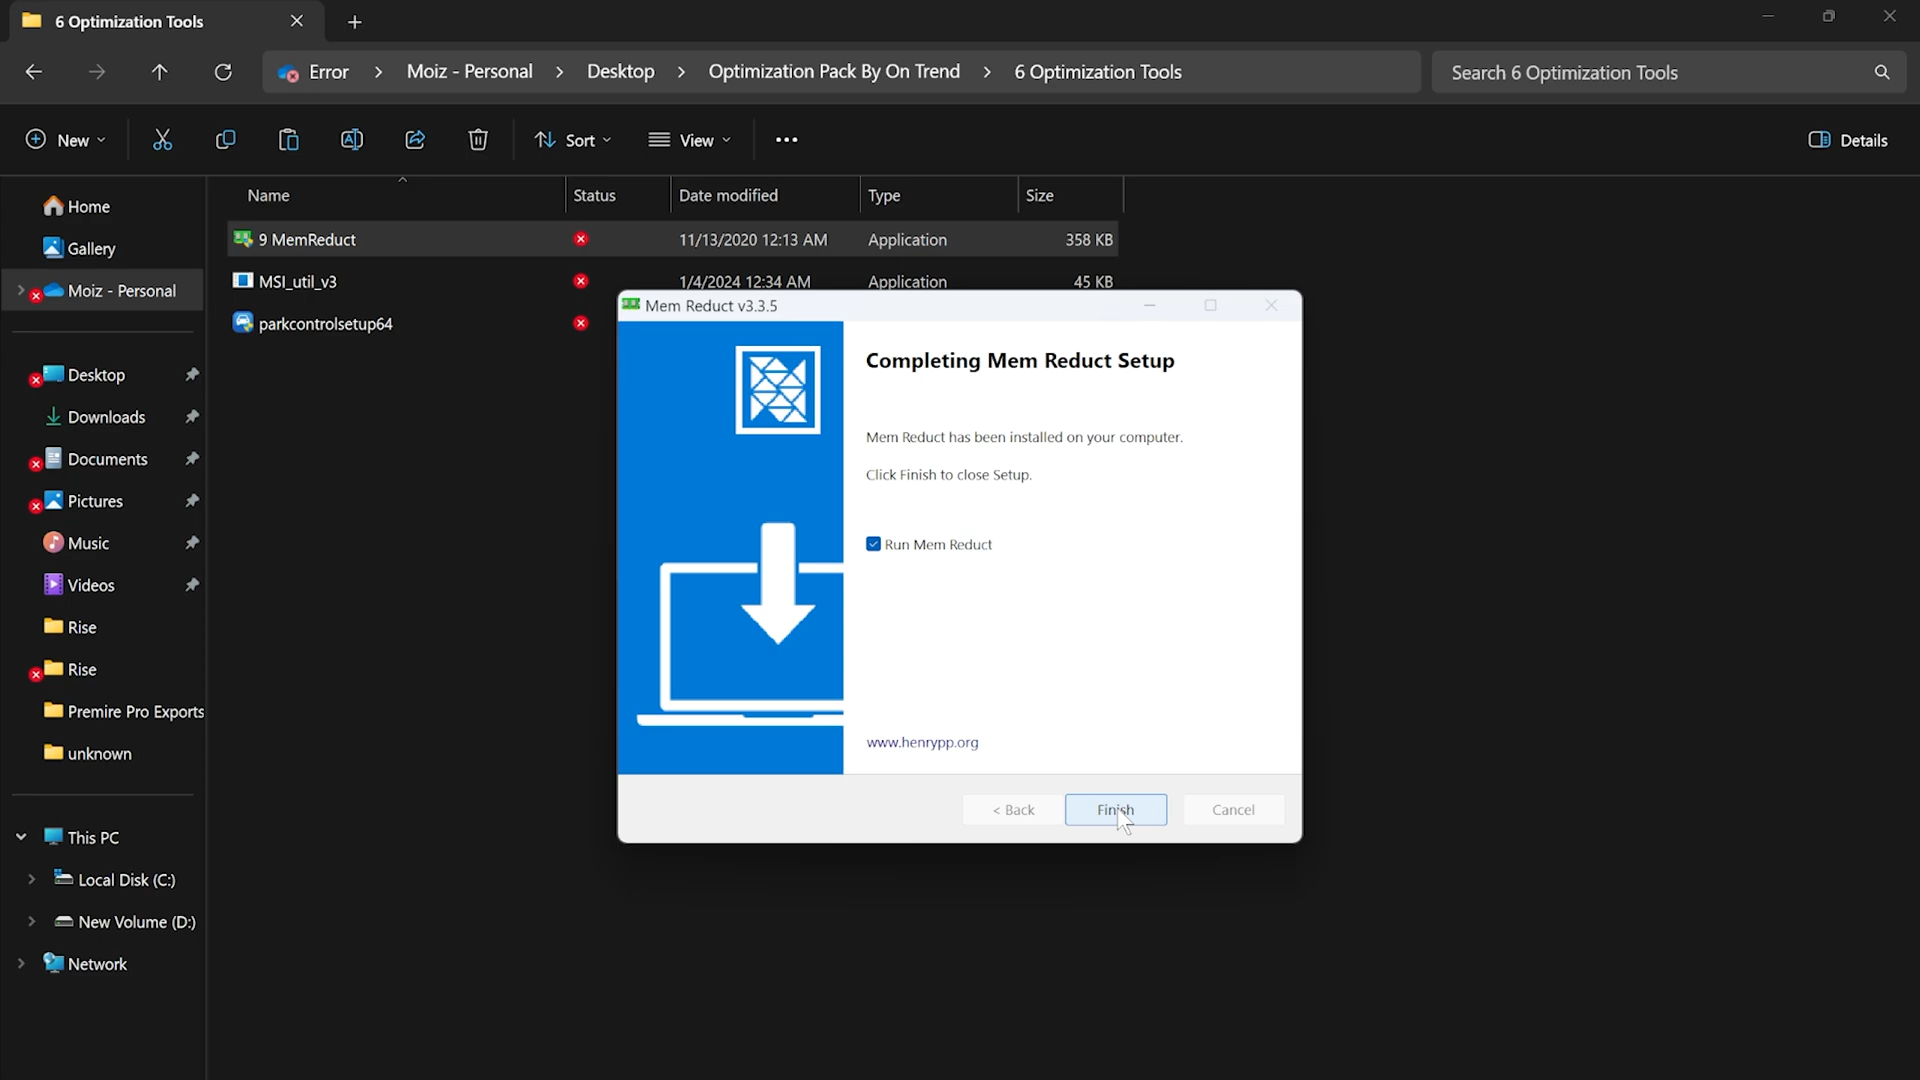 6 Optimization Tools
Error > Moiz - Personal > Desktop > Optimization Pack By On Trend > 6 Optimization Tools
Search 6 Optimization Tools
New
Sort
View
Details
Name Status Date modified Type Size
9 MemReduct 11/13/2020 12:13 AM Application 358 KB
MSI_util_v3 1/4/2024 12:34 AM Application 45 KB
parkcontrolsetup64
Home
Gallery
Moiz - Personal
Desktop
Downloads
Documents
Pictures
Music
Videos
Rise
Rise
Premire Pro Exports
unknown
This PC
Local Disk (C:)
New Volume (D:)
Network
Mem Reduct v3.3.5
Completing Mem Reduct Setup
Mem Reduct has been installed on your computer.
Click Finish to close Setup.
Run Mem Reduct
www.henrypp.org
< Back Finish Cancel